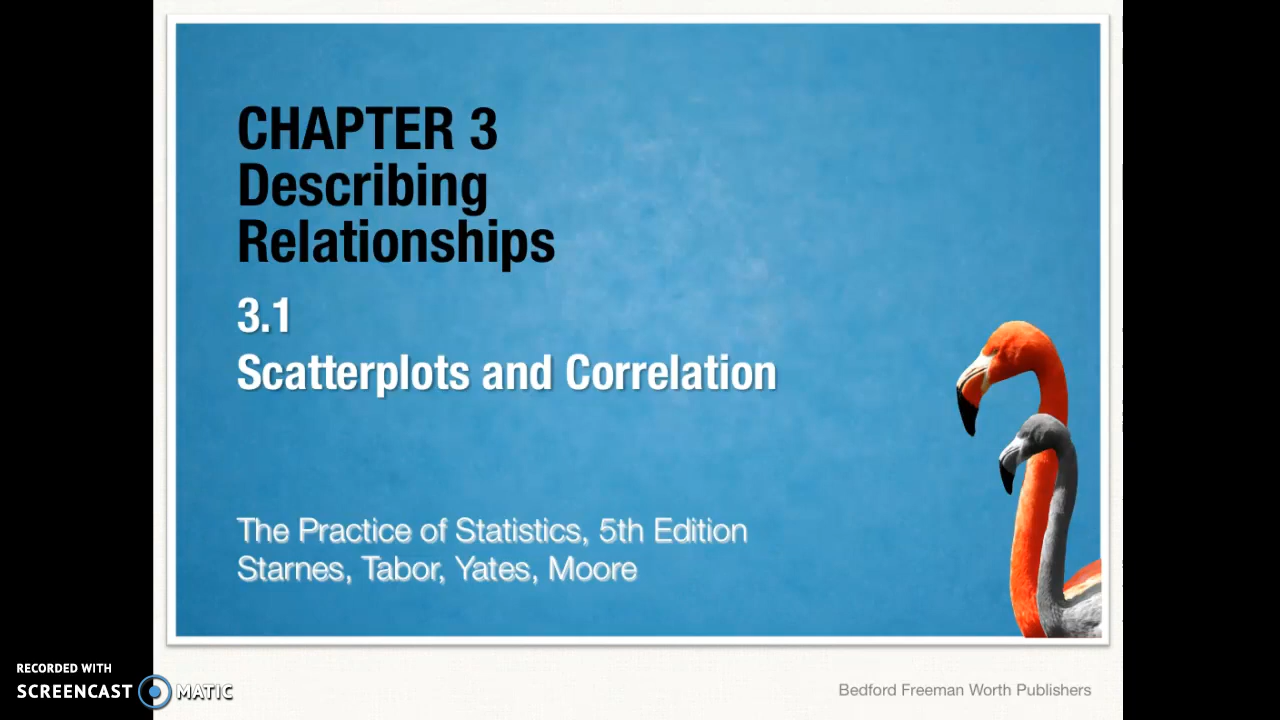 CHAPTER 3
Describing
Relationships
3.1
Scatterplots and Correlation
The Practice of Statistics, 5th Edition
Starnes, Tabor, Yates, Moore
RECORDED WITH
SCREENCAST MATIC
Bedford Freeman Worth Publishers